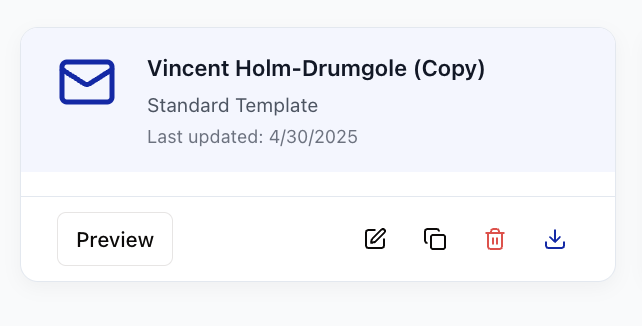 Vincent Holm-Drumgole (Copy)
Standard Template
Last updated: 4/30/2025
Preview